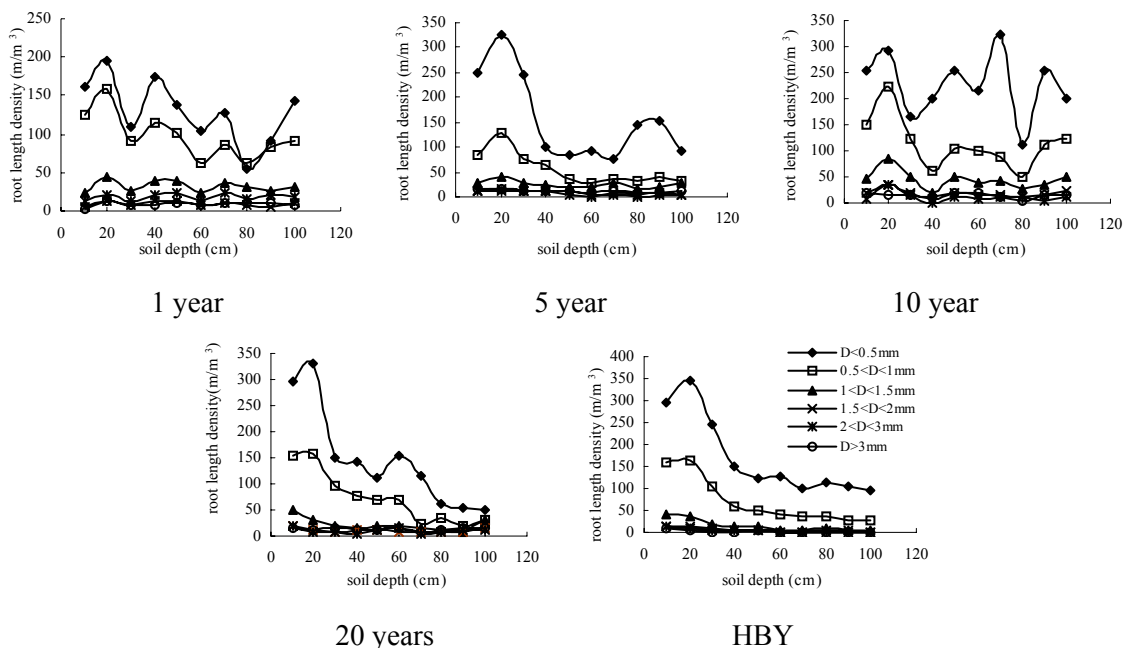 root length density (m/m ³)
250
200
150
100
50
0
0 20 40 60 80 100 120
soil depth (cm)
1 year
root length density (m/m ³)
350
300
250
200
150
100
50
0
0 20 40 60 80 100 120
soil depth (cm)
5 year
root length density(m/m ³)
350
300
250
200
150
100
50
0
0 20 40 60 80 100 120
soil depth (cm)
10 year
root length density(m/m ³)
350
300
250
200
150
100
50
0
0 20 40 60 80 100 120
soil depth (cm)
20 years
root length density (m/m ³)
400
350
300
250
200
150
100
50
0
0 20 40 60 80 100 120
soil depth (cm)
HBY
D<0.5mm
0.5<D<1mm
1<D<1.5mm
1.5<D<2mm
2<D<3mm
D>3mm